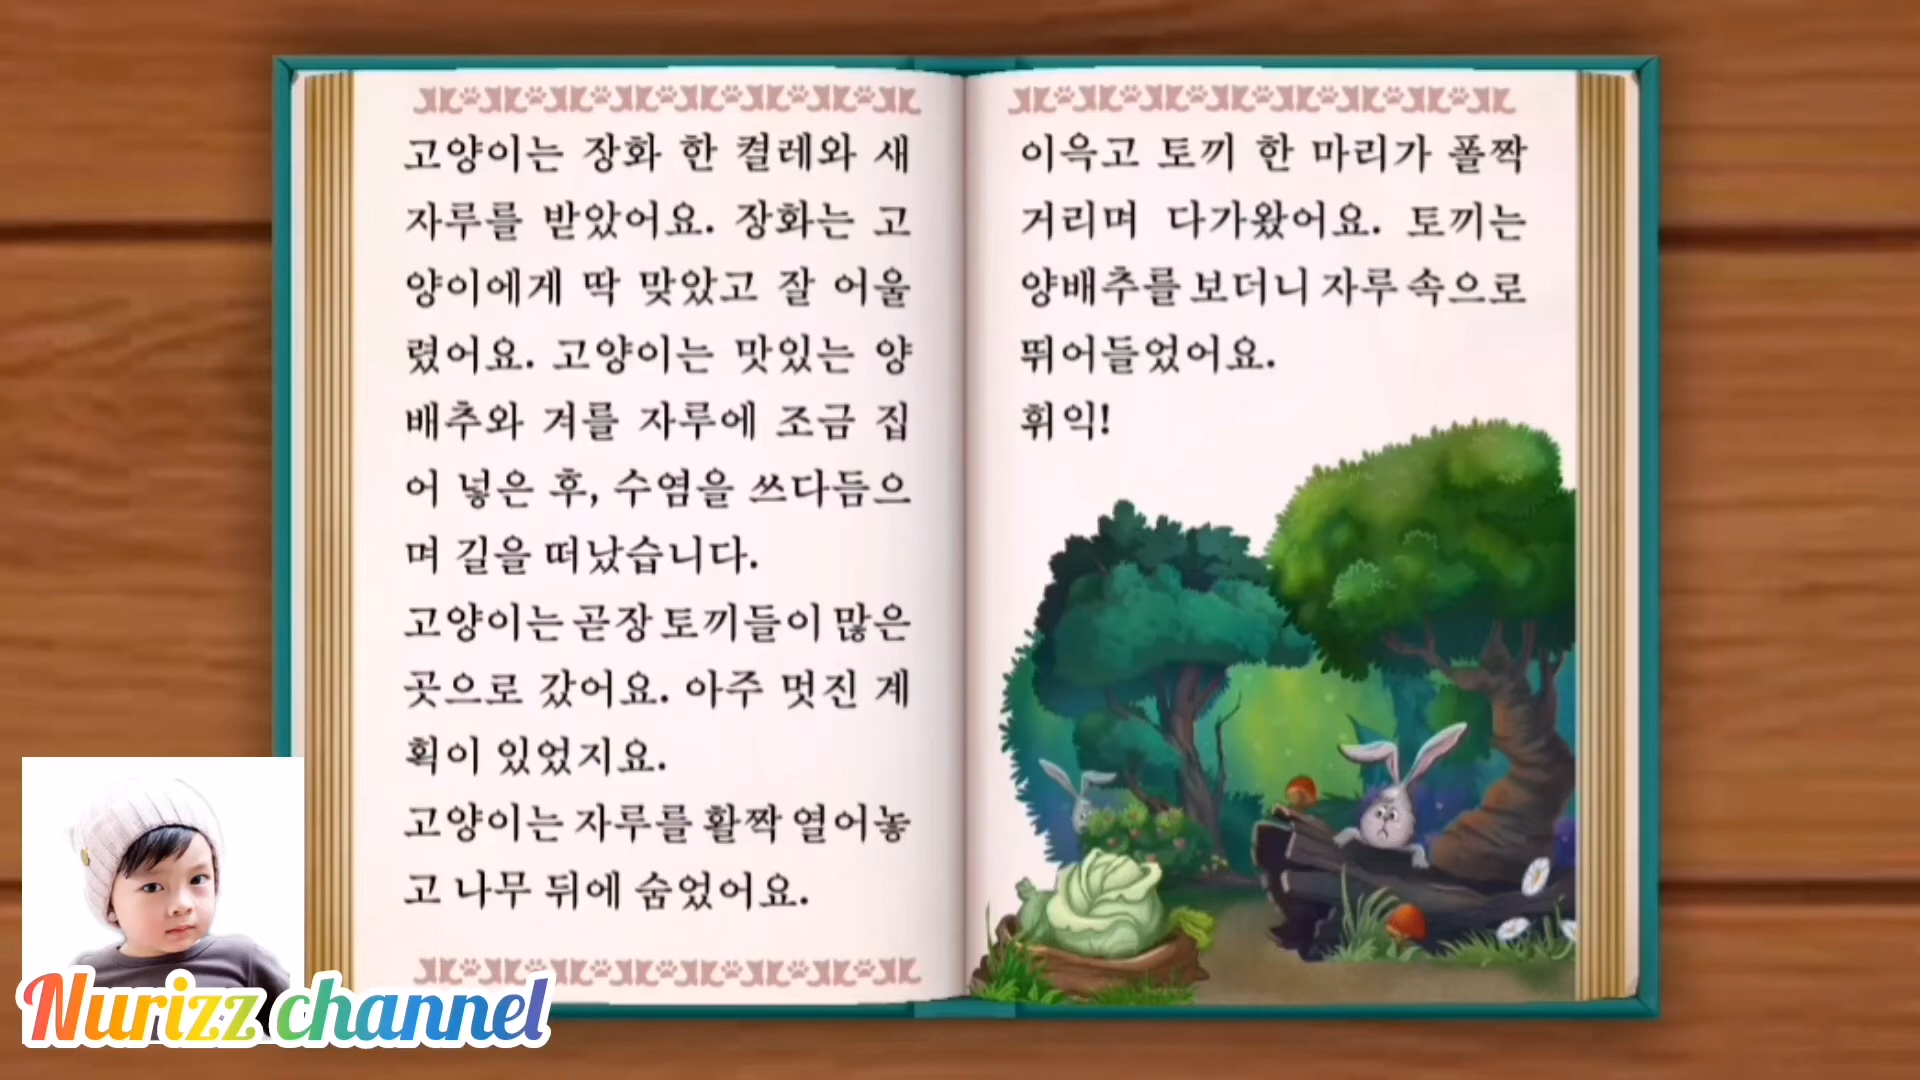 고양이는 장화 한 켤레와 새
자루를 받았어요. 장화는 고
양이에게 딱 맞았고 잘 어울
렸어요. 고양이는 맛있는 양
배추와 겨를 자루에 조금 집
어 넣은 후, 수염을 쓰다듬으
며 길을 떠났습니다.
고양이는 곧장 토끼들이 많은
곳으로 갔어요. 아주 멋진 계
획이 있었지요.
고양이는 자루를 활짝 열어놓
고 나무 뒤에 숨었어요.
이윽고 토끼 한 마리가 폴짝
거리며 다가왔어요. 토끼는
양배추를 보더니 자루 속으로
뛰어들었어요.
휘익!
Nurizz channel